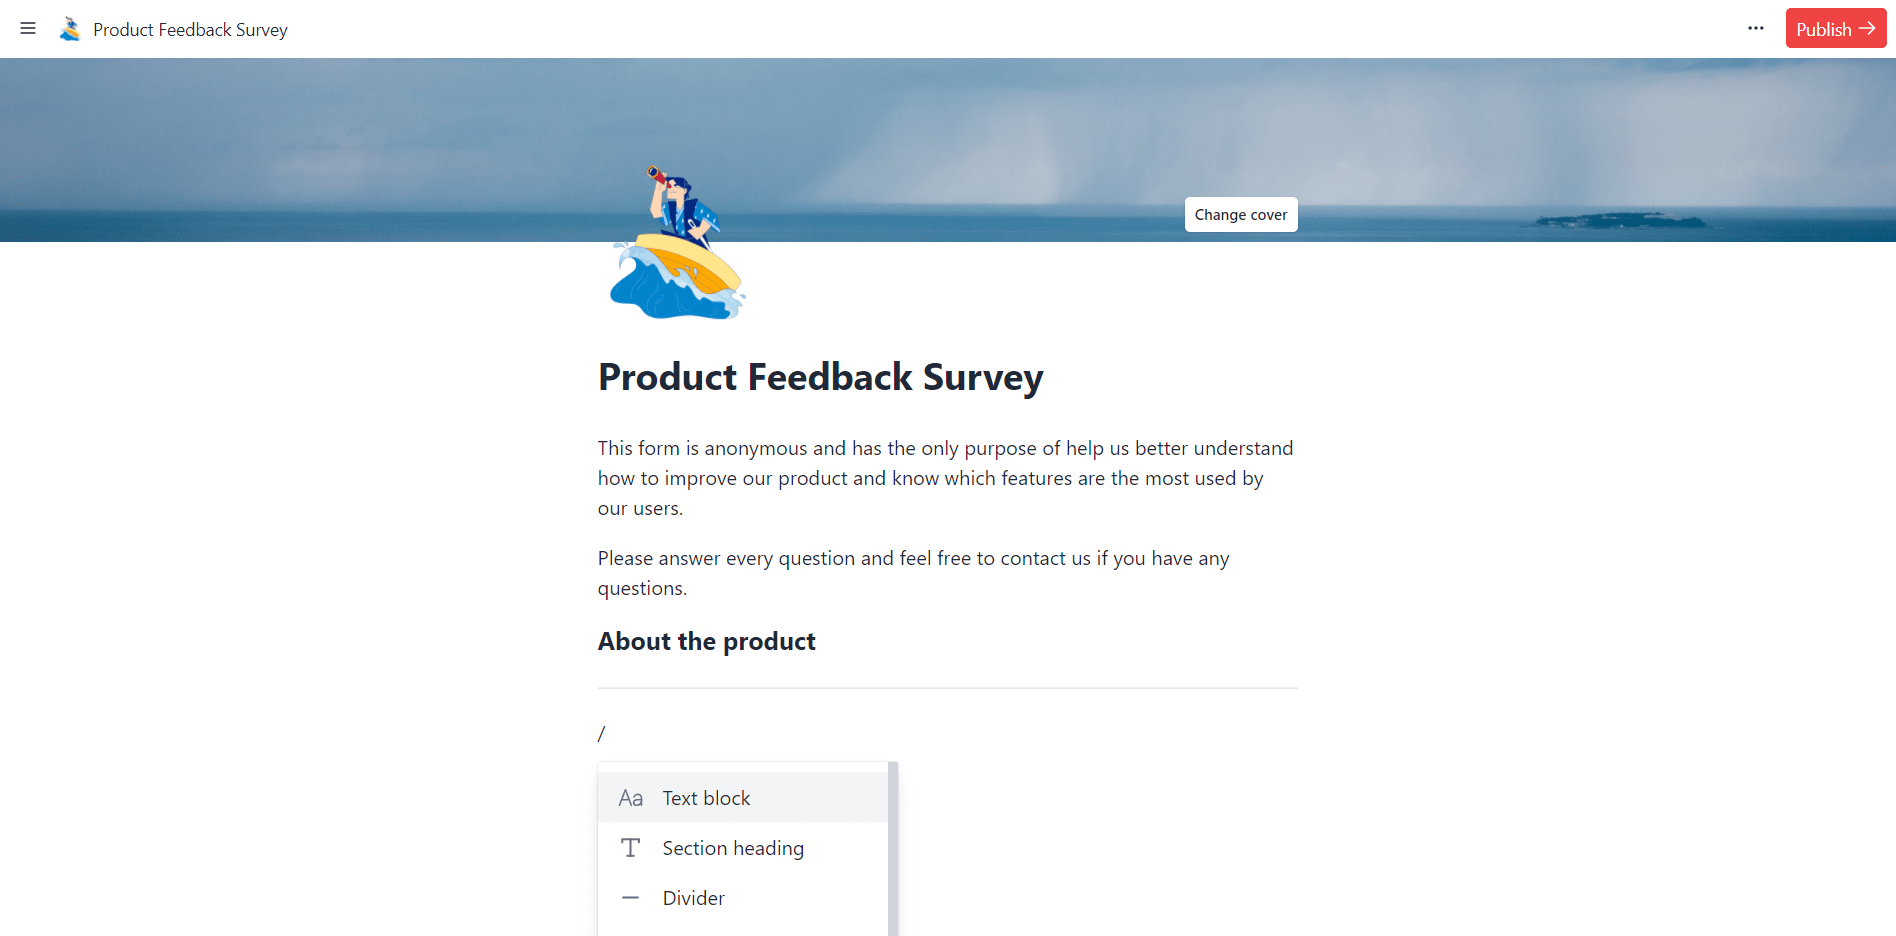 Product Feedback Survey
Publish
Change cover
Product Feedback Survey
This form is anonymous and has the only purpose of help us better understand
how to improve our product and know which features are the most used by
our users.
Please answer every question and feel free to contact us if you have any
questions.
About the product
/
Aa Text block
T Section heading
Divider